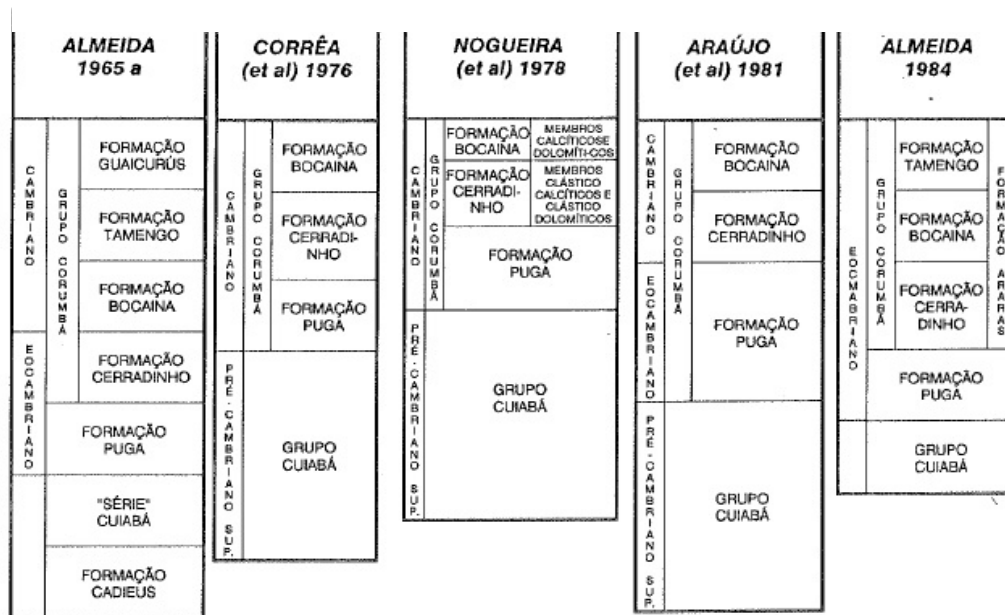 ALMEIDA
1965 a
CAMBRIANO
EOCAMBRIANO
GRUPO CORUMBÁ
FORMAÇÃO
GUAICURÚS
FORMAÇÃO
TAMENGO
FORMAÇÃO
BOCAINA
FORMAÇÃO
CERRADINHO
FORMAÇÃO
PUGA
"SÉRIE"
CUIABÁ
FORMAÇÃO
CADIEUS
CORRÊA
(et al) 1976
CAMBRIANO
PRÉ-CAMBRIANO SUP.
GRUPO CORUMBÁ
FORMAÇÃO
BOCAINA
FORMAÇÃO
CERRADI-
NHO
FORMAÇÃO
PUGA
GRUPO
CUIABÁ
NOGUEIRA
(et al) 1978
CAMBRIANO
PRÉ-CAMBRIANO SUP.
GRUPO CORUMBÁ
FORMAÇÃO
BOCAINA
MEMBROS
CALCÍTICOSE
DOLOMÍTI-COS
FORMAÇÃO
CERRADI-
NHO
MEMBROS
CLÁSTICO
CALCÍTICOS E
CLÁSTICO
DOLOMÍTICOS
FORMAÇÃO
PUGA
GRUPO
CUIABÁ
ARAÚJO
(et al) 1981
CAMBRIANO
EOCAMBRIANO
PRÉ-CAMBRIANO SUP.
GRUPO CORUMBÁ
FORMAÇÃO
BOCAINA
FORMAÇÃO
CERRADINHO
FORMAÇÃO
PUGA
GRUPO
CUIABÁ
ALMEIDA
1984
EOCMABRIANO
GRUPO CORUMBÁ
FORMAÇÃO
TAMENGO
FORMAÇÃO
BOCAINA
FORMAÇÃO
CERRA-
DINHO
FORMAÇÃO ARARAS
FORMAÇÃO
PUGA
GRUPO
CUIABÁ